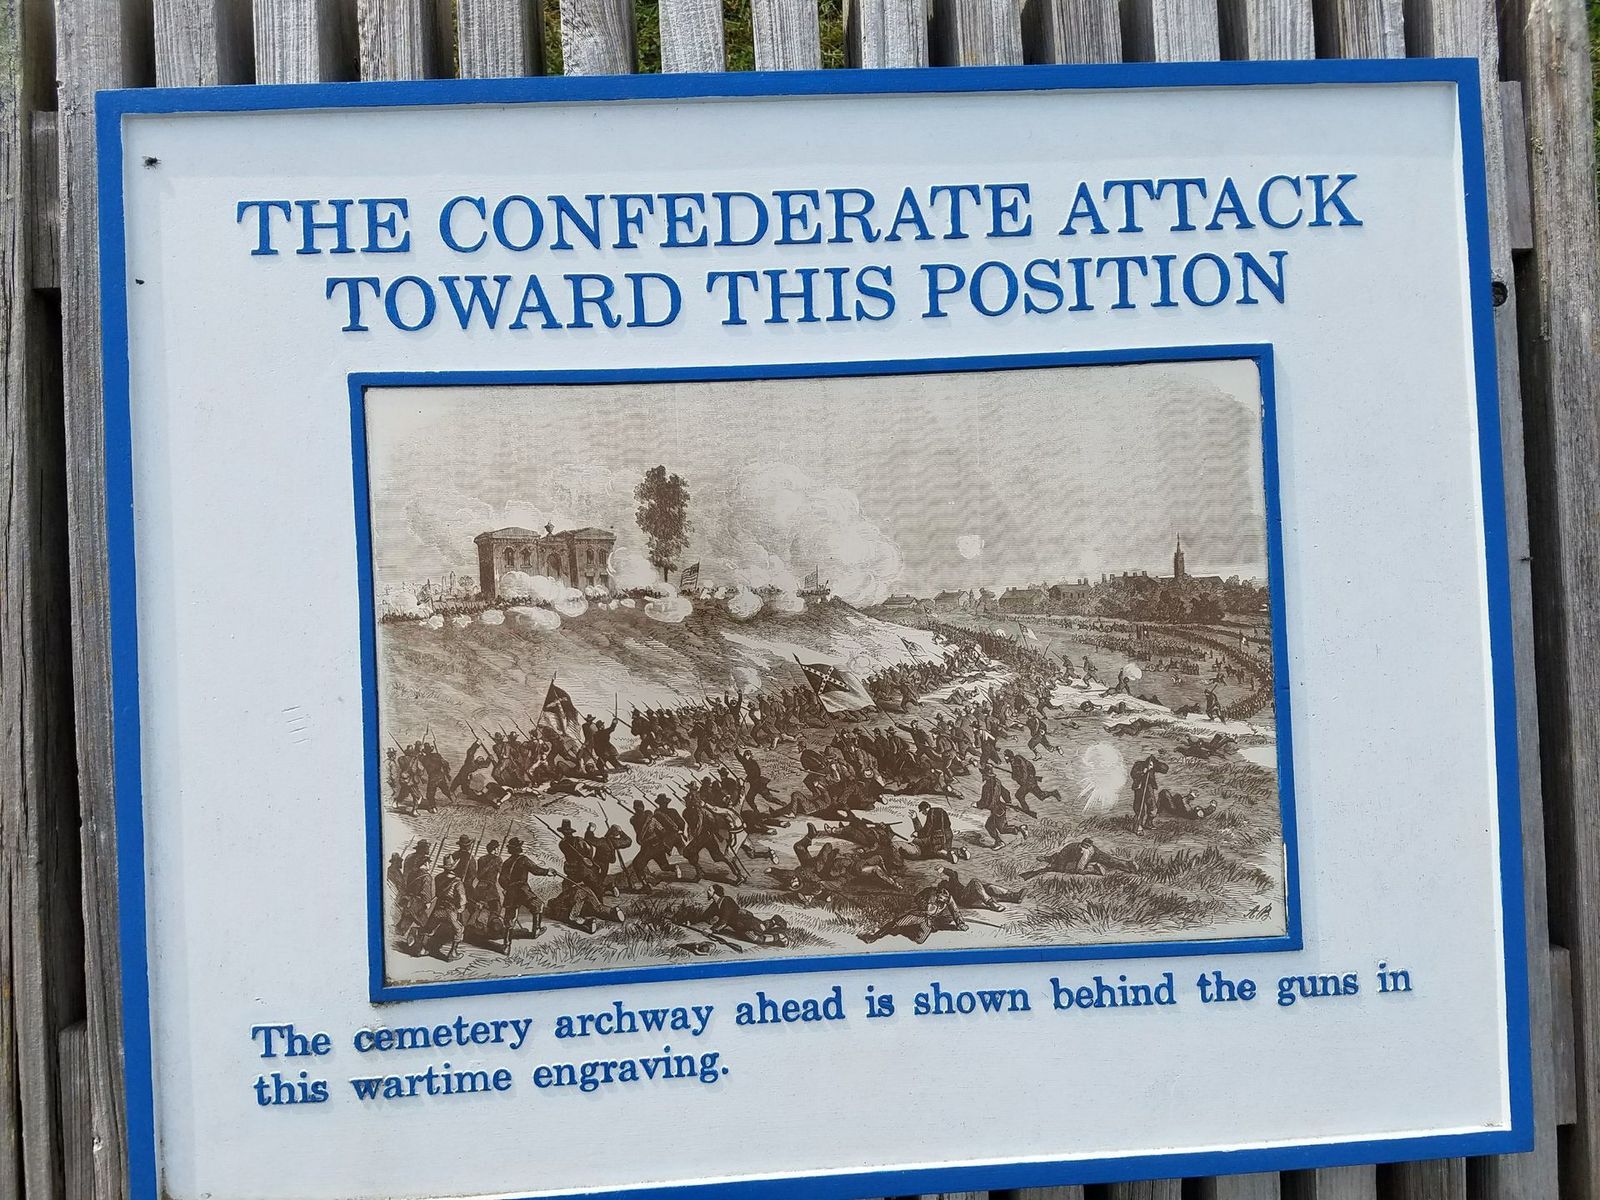 THE CONFEDERATE ATTACK
TOWARD THIS POSITION
AB
The cemetery archway ahead is shown behind the guns in
this wartime engraving.